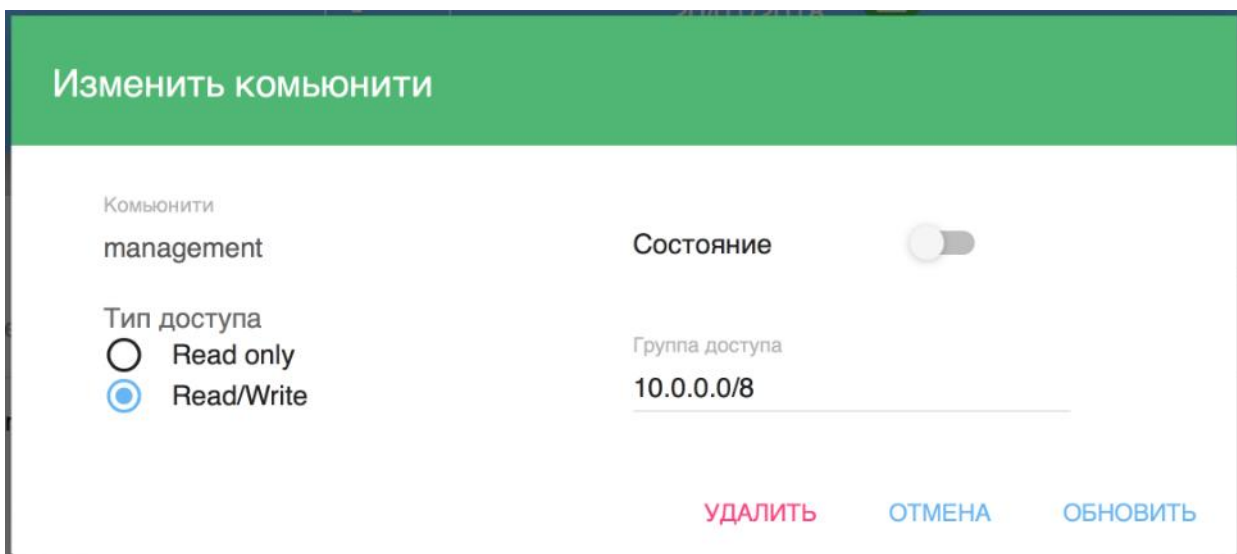 Изменить комьюнити
Комьюнити
management
Состояние
Тип доступа
Read only
Read/Write
Группа доступа
10.0.0.0/8
УДАЛИТЬ ОТМЕНА ОБНОВИТЬ